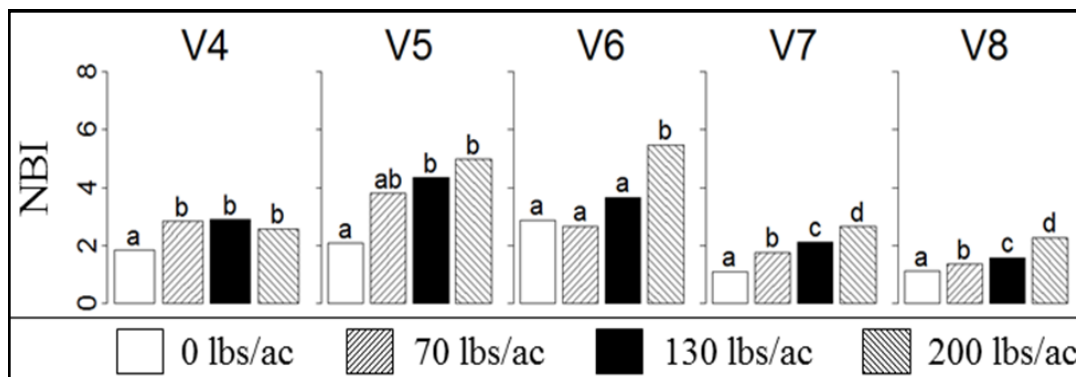 V4 V5 V6 V7 V8
NBI
8
6
4
2
0
a b b b
a ab b b
a a a b
a b c d
a b c d
0 lbs/ac 70 lbs/ac 130 lbs/ac 200 lbs/ac